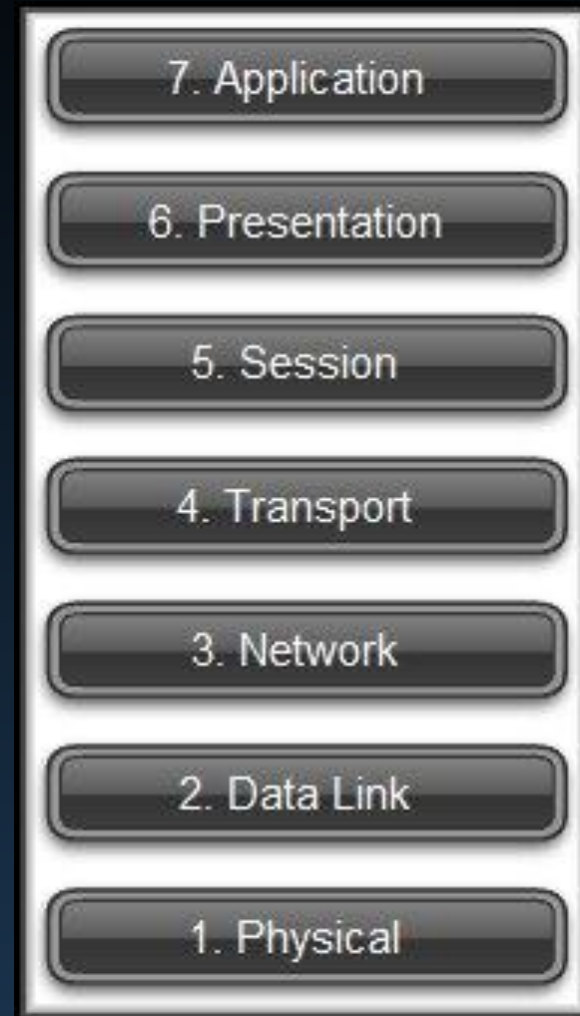 7. Application
6. Presentation
5. Session
4. Transport
3. Network
2. Data Link
1. Physical